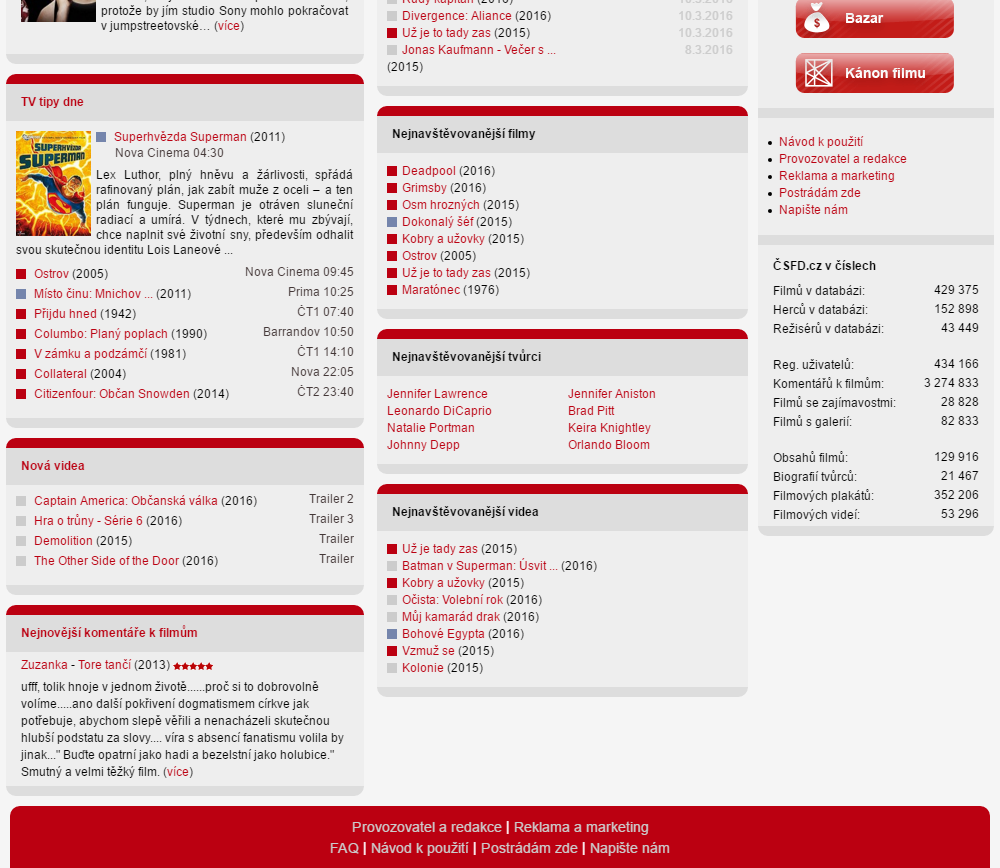 protože by jím studio Sony mohlo pokračovat
v jumpstreetovské… (více)
TV tipy dne
Superhvězda Superman (2011)
Nova Cinema 04:30
Lex Luthor, plný hněvu a žárlivosti, spřádá
rafinovaný plán, jak zabít muže z oceli – a ten
plán funguje. Superman je otráven sluneční
radiací a umírá. V týdnech, které mu zbývají,
chce naplnit své životní sny, především odhalit
svou skutečnou identitu Lois Laneové ...
SUPERHVĚZDA
SUPERMAN
Ostrov (2005) Nova Cinema 09:45
Místo činu: Mnichov ... (2011) Prima 10:25
Přijdu hned (1942) ČT1 07:40
Columbo: Planý poplach (1990) Barrandov 10:50
V zámku a podzámčí (1981) ČT1 14:10
Collateral (2004) Nova 22:05
Citizenfour: Občan Snowden (2014) ČT2 23:40
Nová videa
Captain America: Občanská válka (2016) Trailer 2
Hra o trůny - Série 6 (2016) Trailer 3
Demolition (2015) Trailer
The Other Side of the Door (2016) Trailer
Nejnovější komentáře k filmům
Zuzanka - Tore tančí (2013) ★★★★★
ufff, tolik hnoje v jednom životě......proč si to dobrovolně
volíme.....ano další pokřivení dogmatismem církve jak
potřebuje, abychom slepě věřili a nenacházeli skutečnou
hlubší podstatu za slovy.... víra s absencí fanatismu volila by
jinak..." Buďte opatrní jako hadi a bezelstní jako holubice."
Smutný a velmi těžký film. (více)
Rudý kapitán (2016) 10.3.2016
Divergence: Aliance (2016) 10.3.2016
Už je to tady zas (2015) 10.3.2016
Jonas Kaufmann - Večer s ... 8.3.2016
(2015)
Nejnavštěvovanější filmy
Deadpool (2016)
Grimsby (2016)
Osm hrozných (2015)
Dokonalý šéf (2015)
Kobry a užovky (2015)
Ostrov (2005)
Už je to tady zas (2015)
Maratónec (1976)
Nejnavštěvovanější tvůrci
Jennifer Lawrence Jennifer Aniston
Leonardo DiCaprio Brad Pitt
Natalie Portman Keira Knightley
Johnny Depp Orlando Bloom
Nejnavštěvovanější videa
Už je tady zas (2015)
Batman v Superman: Úsvit ... (2016)
Kobry a užovky (2015)
Očista: Volební rok (2016)
Můj kamarád drak (2016)
Bohové Egypta (2016)
Vzmuž se (2015)
Kolonie (2015)
$ Bazar
Kánon filmu
Návod k použití
Provozovatel a redakce
Reklama a marketing
Postrádám zde
Napište nám
ČSFD.cz v číslech
Filmů v databázi: 429 375
Herců v databázi: 152 898
Režisérů v databázi: 43 449
Reg. uživatelů: 434 166
Komentářů k filmům: 3 274 833
Filmů se zajímavostmi: 28 828
Filmů s galerií: 82 833
Obsahů filmů: 129 916
Biografií tvůrců: 21 467
Filmových plakátů: 352 206
Filmových videí: 53 296
Provozovatel a redakce | Reklama a marketing
FAQ | Návod k použití | Postrádám zde | Napište nám